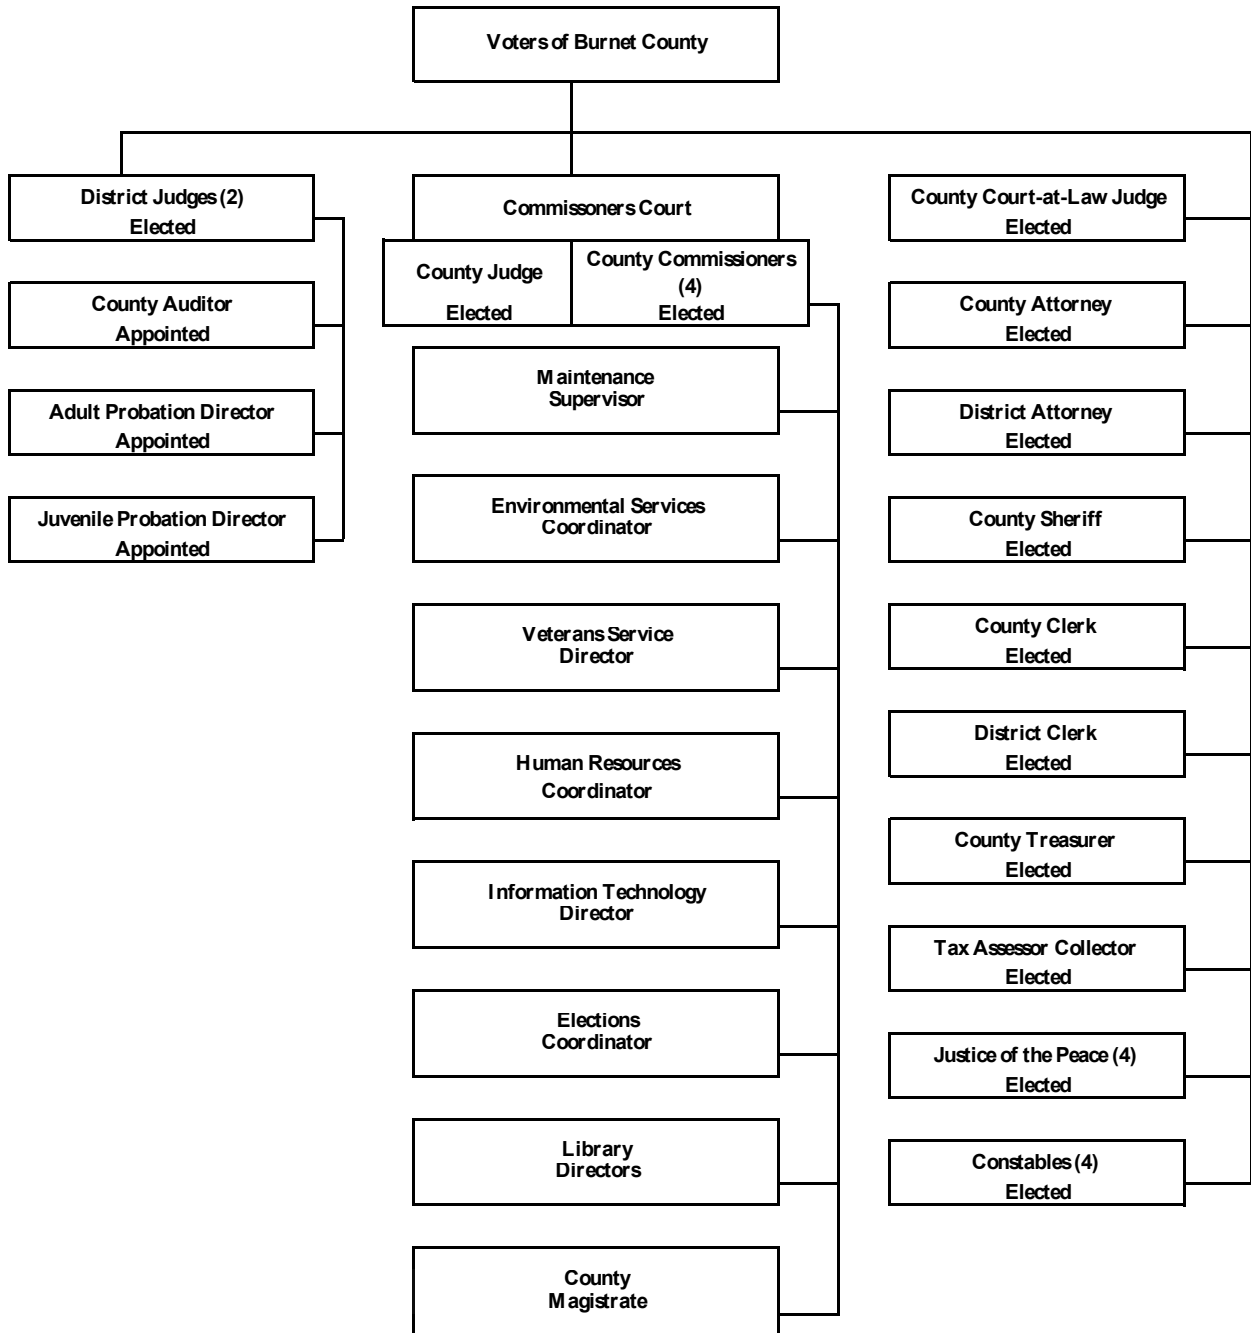 Voters of Burnet County
District Judges (2)
Elected
County Auditor
Appointed
Adult Probation Director
Appointed
Juvenile Probation Director
Appointed
Commissoners Court
County Judge
Elected
County Commissioners
(4)
Elected
Maintenance
Supervisor
Environmental Services
Coordinator
Veterans Service
Director
Human Resources
Coordinator
Information Technology
Director
Elections
Coordinator
Library
Directors
County
Magistrate
County Court-at-Law Judge
Elected
County Attorney
Elected
District Attorney
Elected
County Sheriff
Elected
County Clerk
Elected
District Clerk
Elected
County Treasurer
Elected
Tax Assessor Collector
Elected
Justice of the Peace (4)
Elected
Constables (4)
Elected